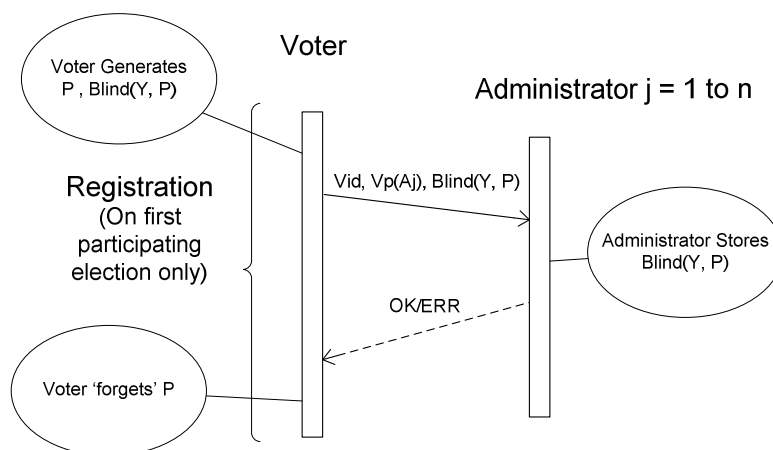 Voter
Administrator j = 1 to n
Voter Generates
P , Blind(Y, P)
Vid, Vp(Aj), Blind(Y, P)
Registration
(On first
participating
election only)
Administrator Stores
Blind(Y, P)
OK/ERR
Voter ‘forgets’ P